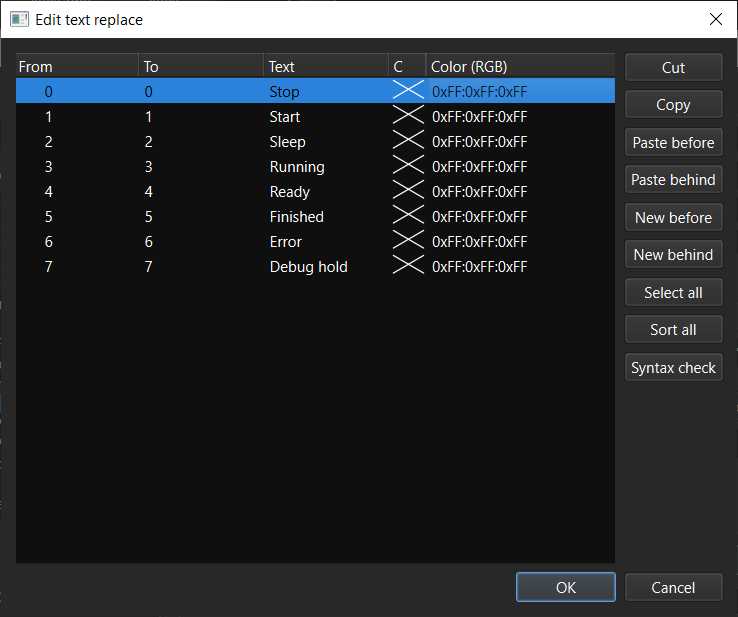 Edit text replace
From To Text C Color (RGB)
0 0 Stop 0xFF:0xFF:0xFF
1 1 Start 0xFF:0xFF:0xFF
2 2 Sleep 0xFF:0xFF:0xFF
3 3 Running 0xFF:0xFF:0xFF
4 4 Ready 0xFF:0xFF:0xFF
5 5 Finished 0xFF:0xFF:0xFF
6 6 Error 0xFF:0xFF:0xFF
7 7 Debug hold 0xFF:0xFF:0xFF
Cut
Copy
Paste before
Paste behind
New before
New behind
Select all
Sort all
Syntax check
OK Cancel